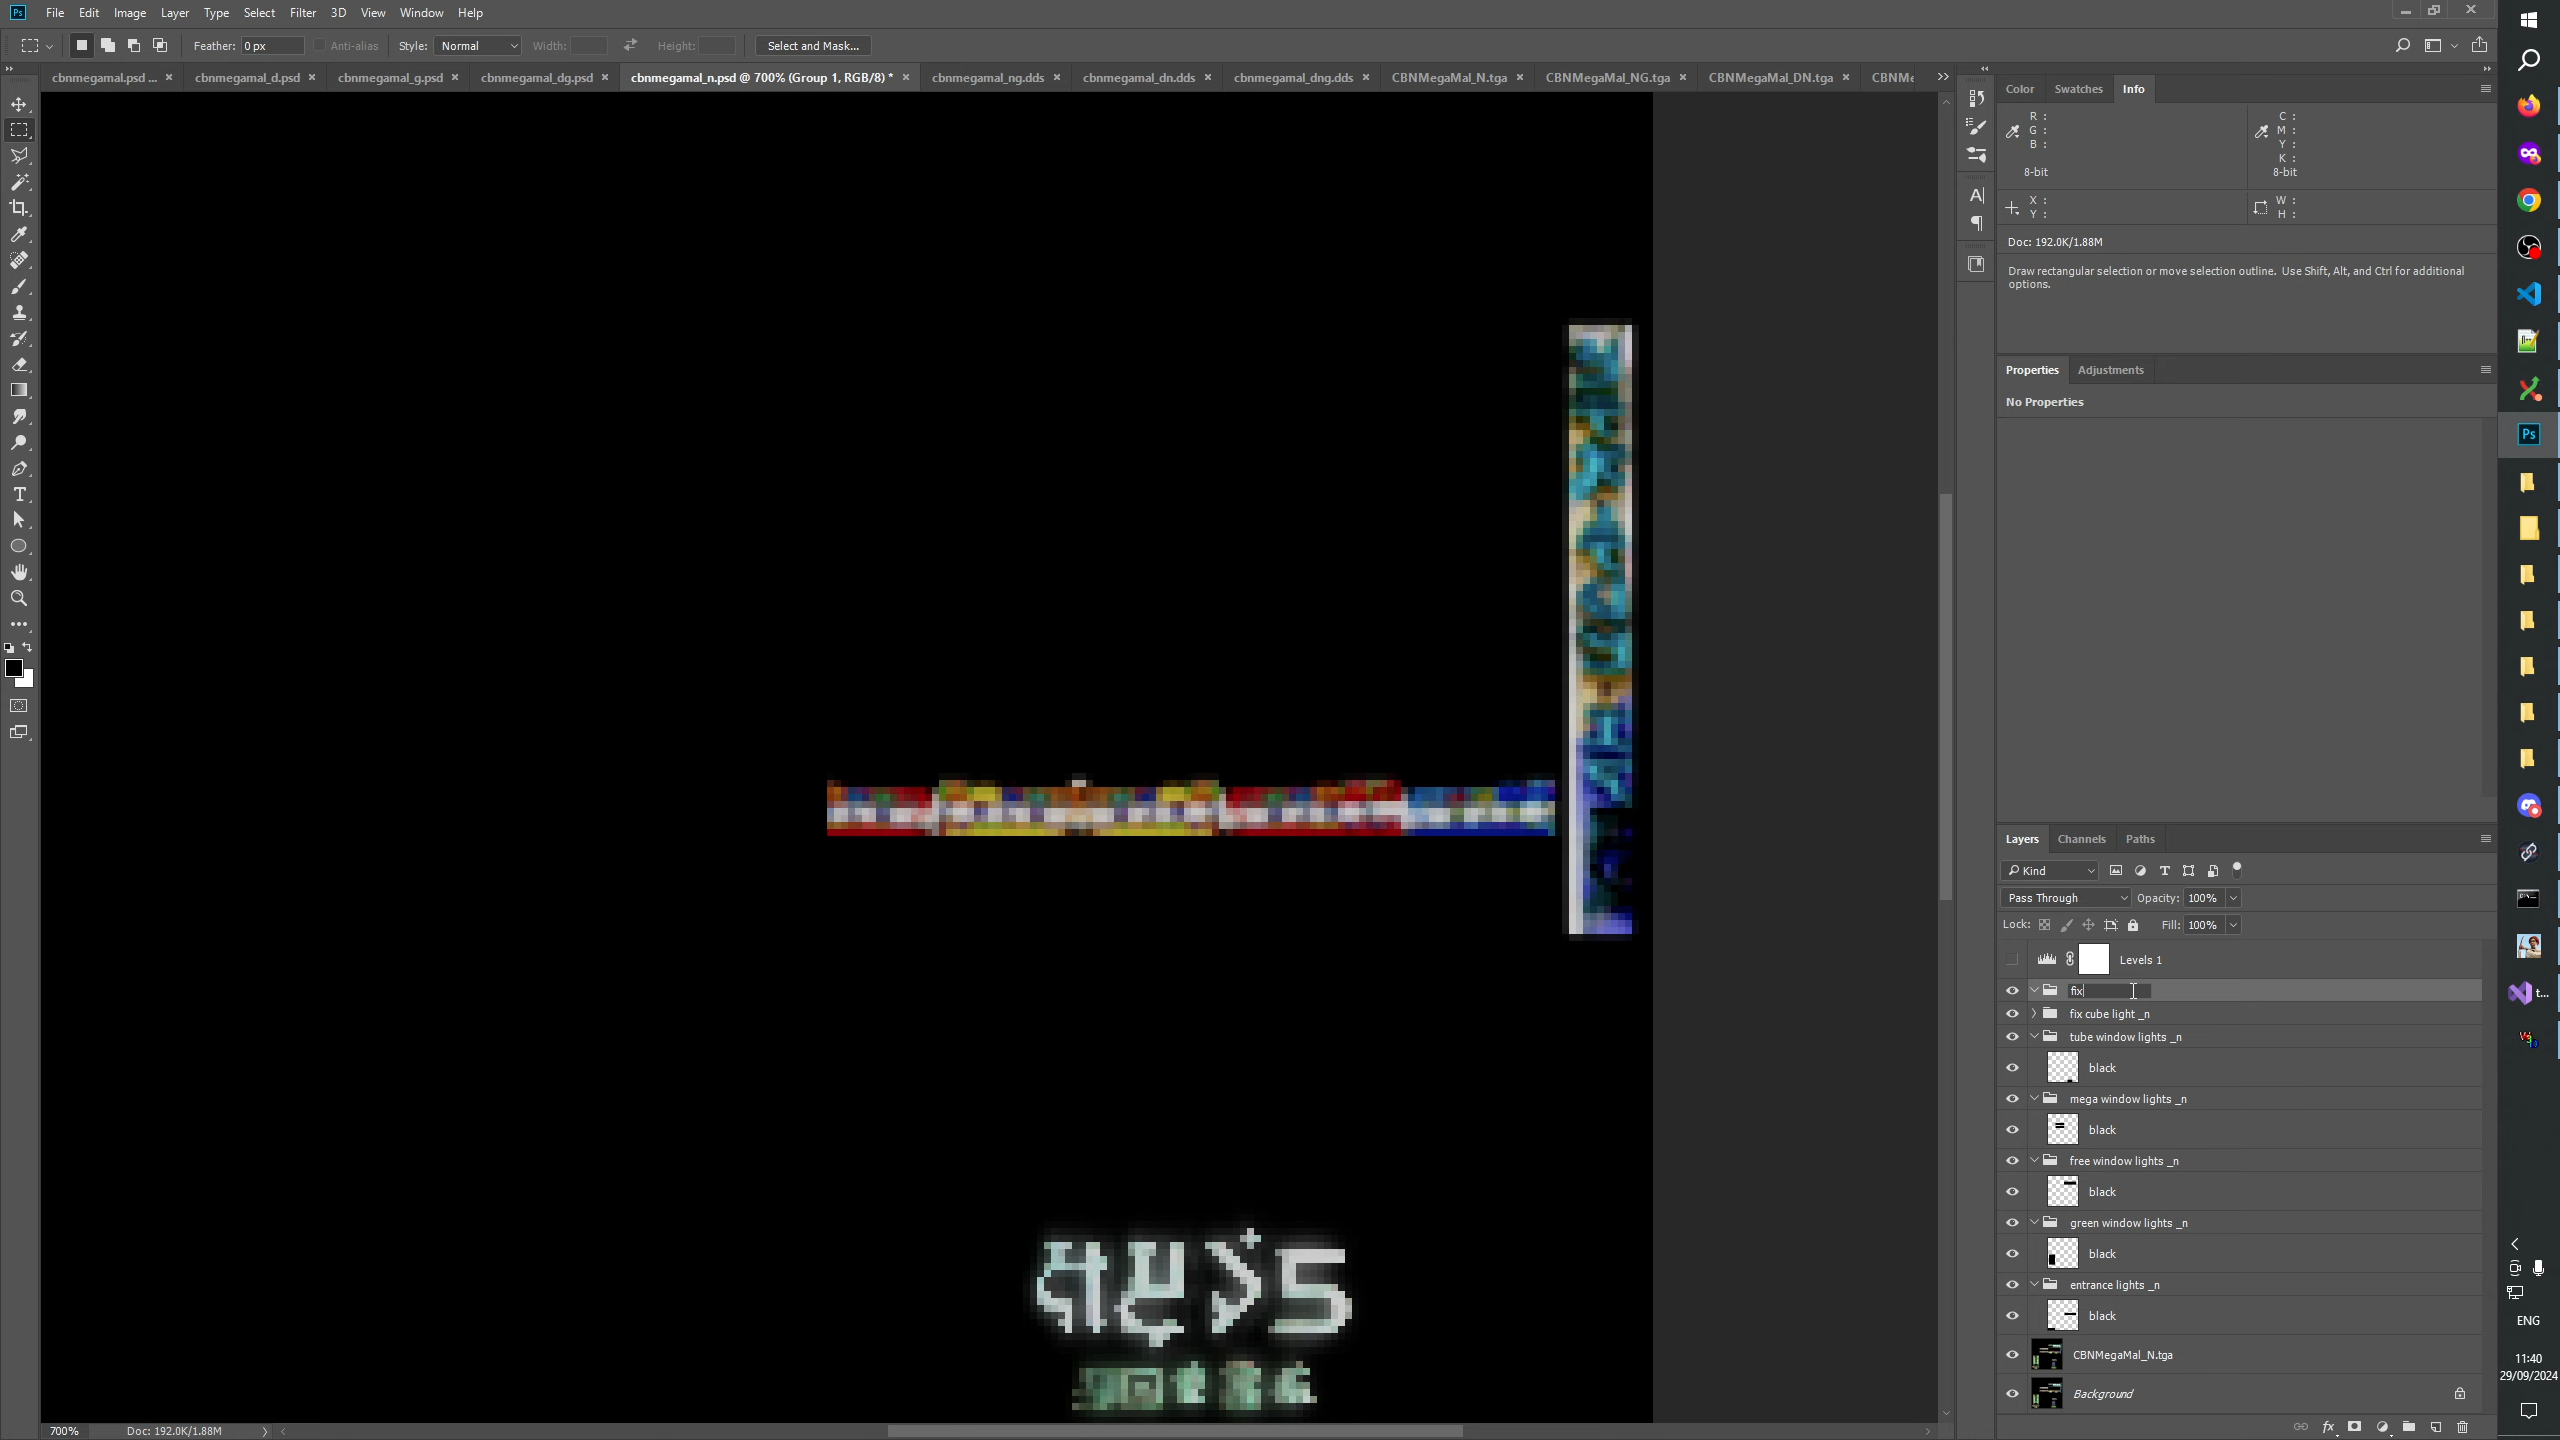 File Edit Image Layer Type Select Filter 3D View Window Help
Feather: 0 px Anti-alias Style: Normal Width: Height: Select and Mask...
cbnmegamal.psd ... × cbnmegamal_d.psd × cbnmegamal_g.psd × cbnmegamal_dg.psd × cbnmegamal_n.psd @ 700% (Group 1, RGB/8) * × cbnmegamal_ng.dds × cbnmegamal_dn.dds × cbnmegamal_dng.dds × CBNMegaMal_N.tga × CBNMegaMal_NG.tga × CBNMegaMal_DN.tga × CBNMe
Color Swatches Info
R : C :
G : M :
B : Y :
K :
8-bit 8-bit
X : W :
Y : H :
Doc: 192.0K/1.88M
Draw rectangular selection or move selection outline. Use Shift, Alt, and Ctrl for additional
options.
Properties Adjustments
No Properties
Layers Channels Paths
Kind
Pass Through Opacity: 100%
Lock: Fill: 100%
Levels 1
fix
fix cube light _n
tube window lights _n
black
mega window lights _n
black
free window lights _n
black
green window lights _n
black
entrance lights _n
black
CBNMegaMal_N.tga
Background
700% Doc: 192.0K/1.88M
t...
ENG
11:40
29/09/2024